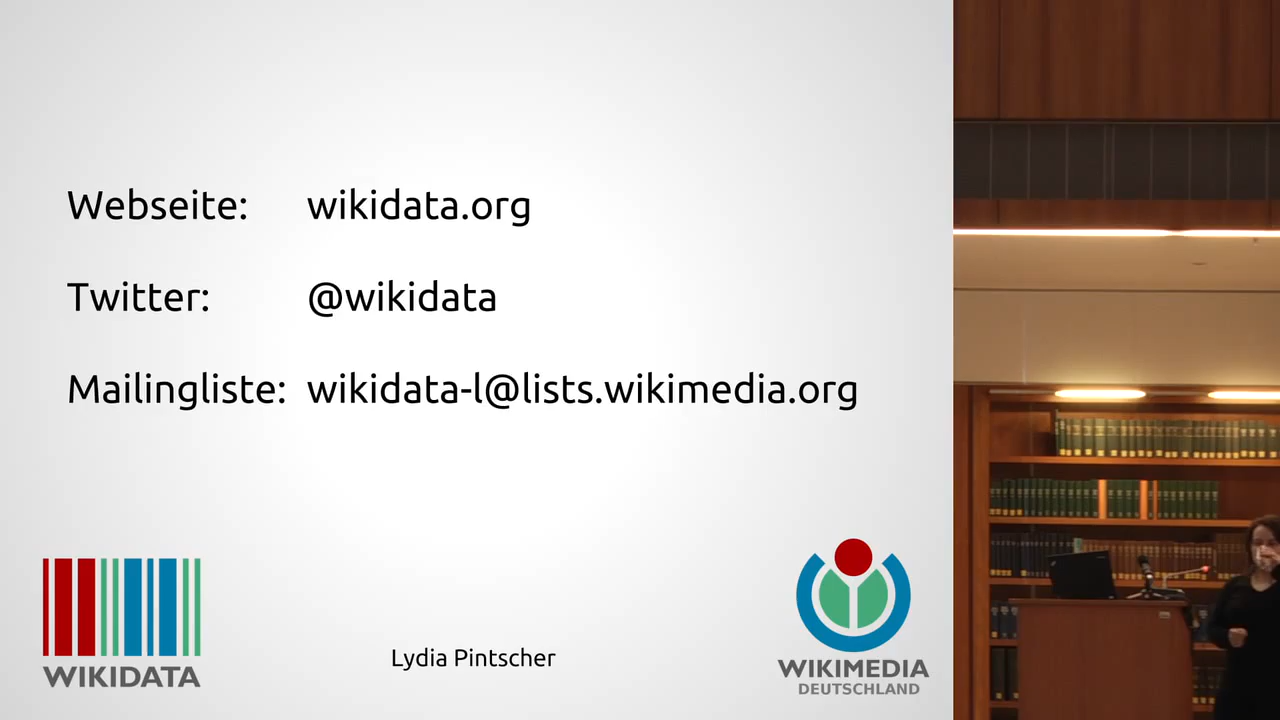 Webseite: wikidata.org
Twitter: @wikidata
Mailingliste: wikidata-l@lists.wikimedia.org
WIKIDATA
Lydia Pintscher
WIKIMEDIA
DEUTSCHLAND